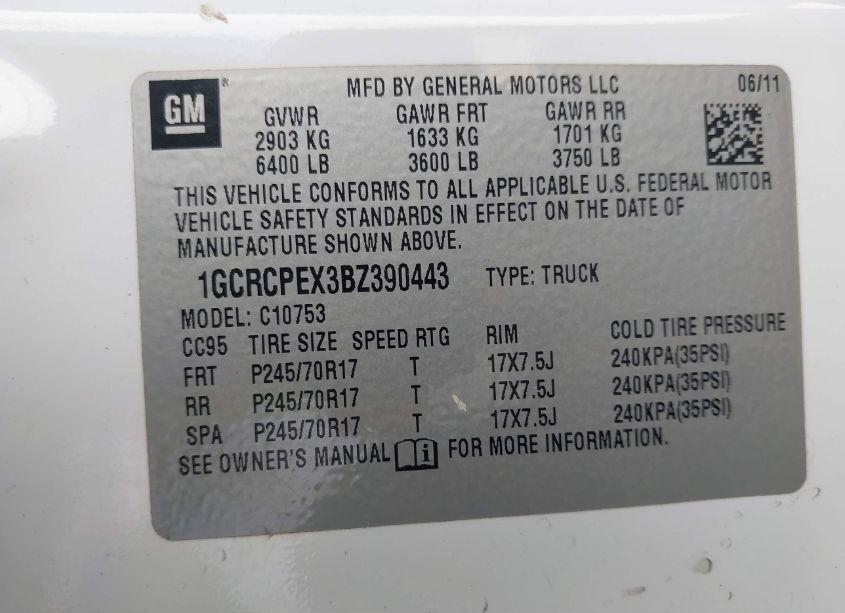 GM
MFD BY GENERAL MOTORS LLC 06/11
GVWR GAWR FRT GAWR RR
2903 KG 1633 KG 1701 KG
6400 LB 3600 LB 3750 LB
THIS VEHICLE CONFORMS TO ALL APPLICABLE U.S. FEDERAL MOTOR
VEHICLE SAFETY STANDARDS IN EFFECT ON THE DATE OF
MANUFACTURE SHOWN ABOVE.
1GCRCPEX3BZ390443 TYPE: TRUCK
MODEL: C10753
CC95 TIRE SIZE SPEED RTG RIM COLD TIRE PRESSURE
FRT P245/70R17 T 17X7.5J 240KPA(35PSI)
RR P245/70R17 T 17X7.5J 240KPA(35PSI)
SPA P245/70R17 T 17X7.5J 240KPA(35PSI)
SEE OWNER'S MANUAL i FOR MORE INFORMATION.